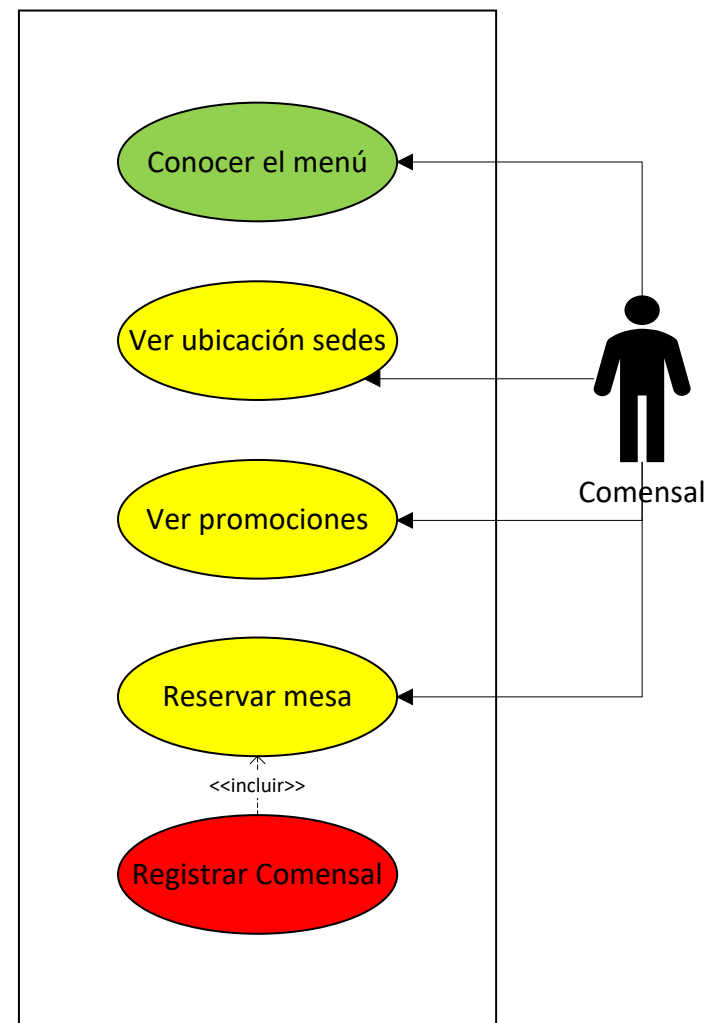 Conocer el menú
Ver ubicación sedes
Comensal
Ver promociones
Reservar mesa
<<incluir>>
Registrar Comensal